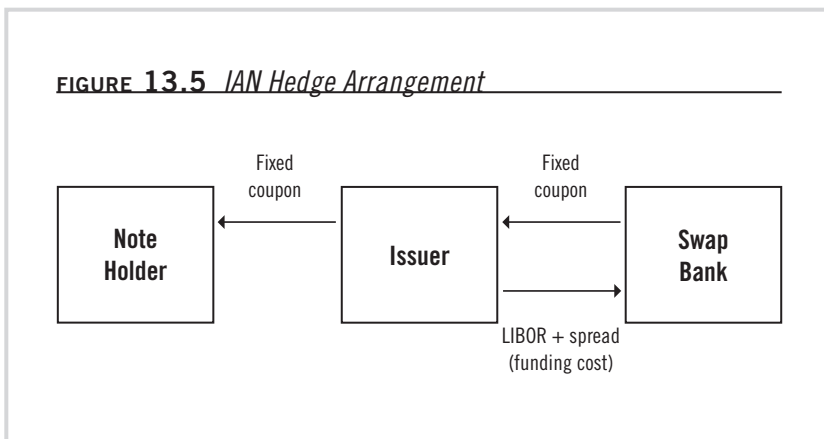 FIGURE 13.5 IAN Hedge Arrangement
Fixed
coupon
Fixed
coupon
Note
Holder
Issuer
Swap
Bank
LIBOR + spread
(funding cost)